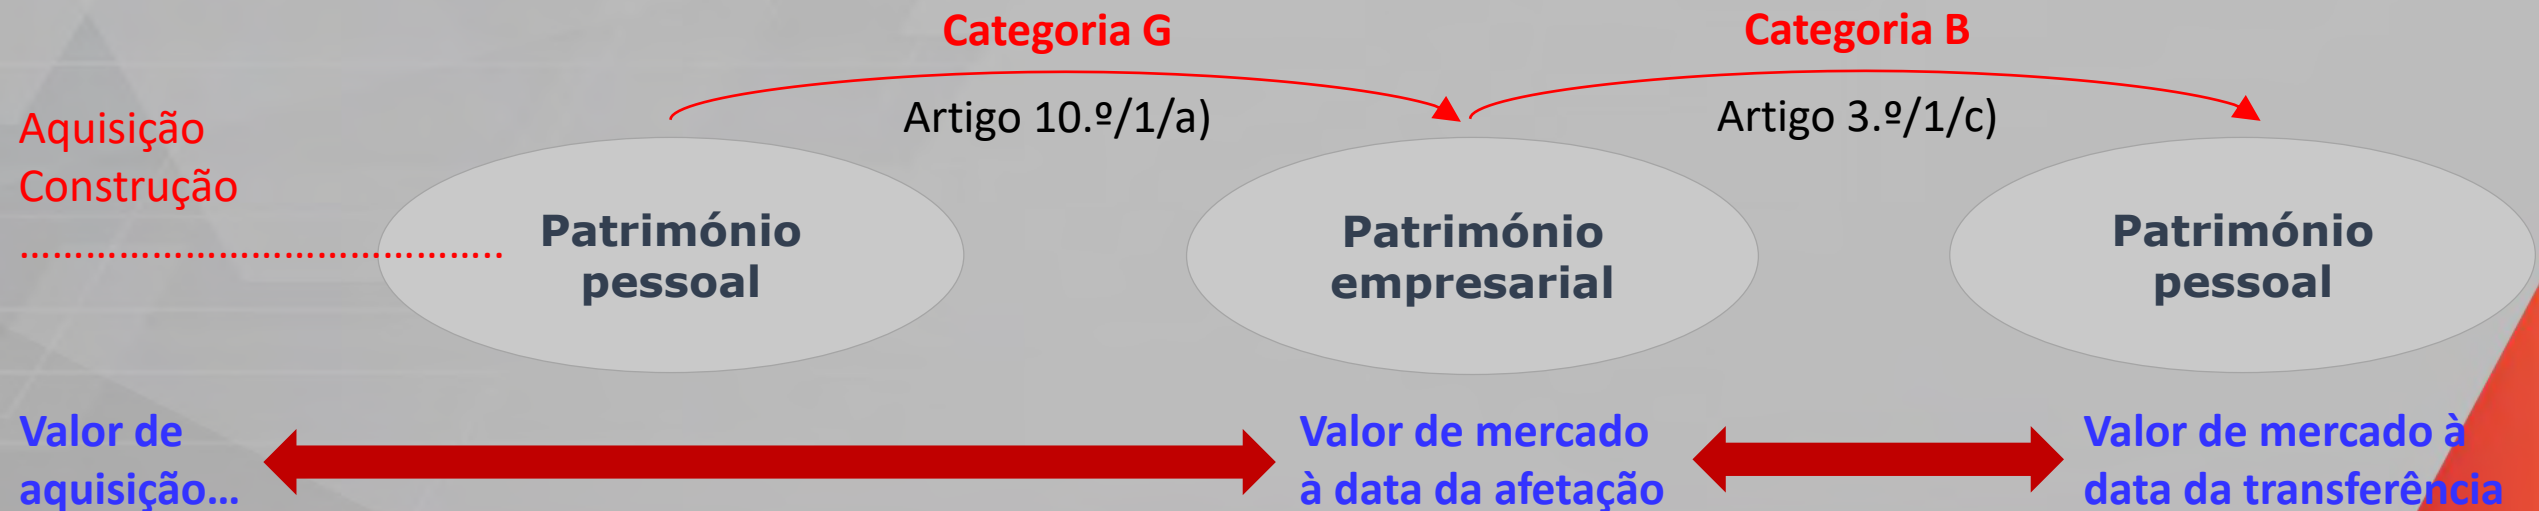 Categoria G
Categoria B
Artigo 10.º/1/a)
Artigo 3.º/1/c)
Aquisição
Construção
............................................
Património
pessoal
Património
empresarial
Património
pessoal
Valor de
aquisição…
Valor de mercado
à data da afetação
Valor de mercado à
data da transferência